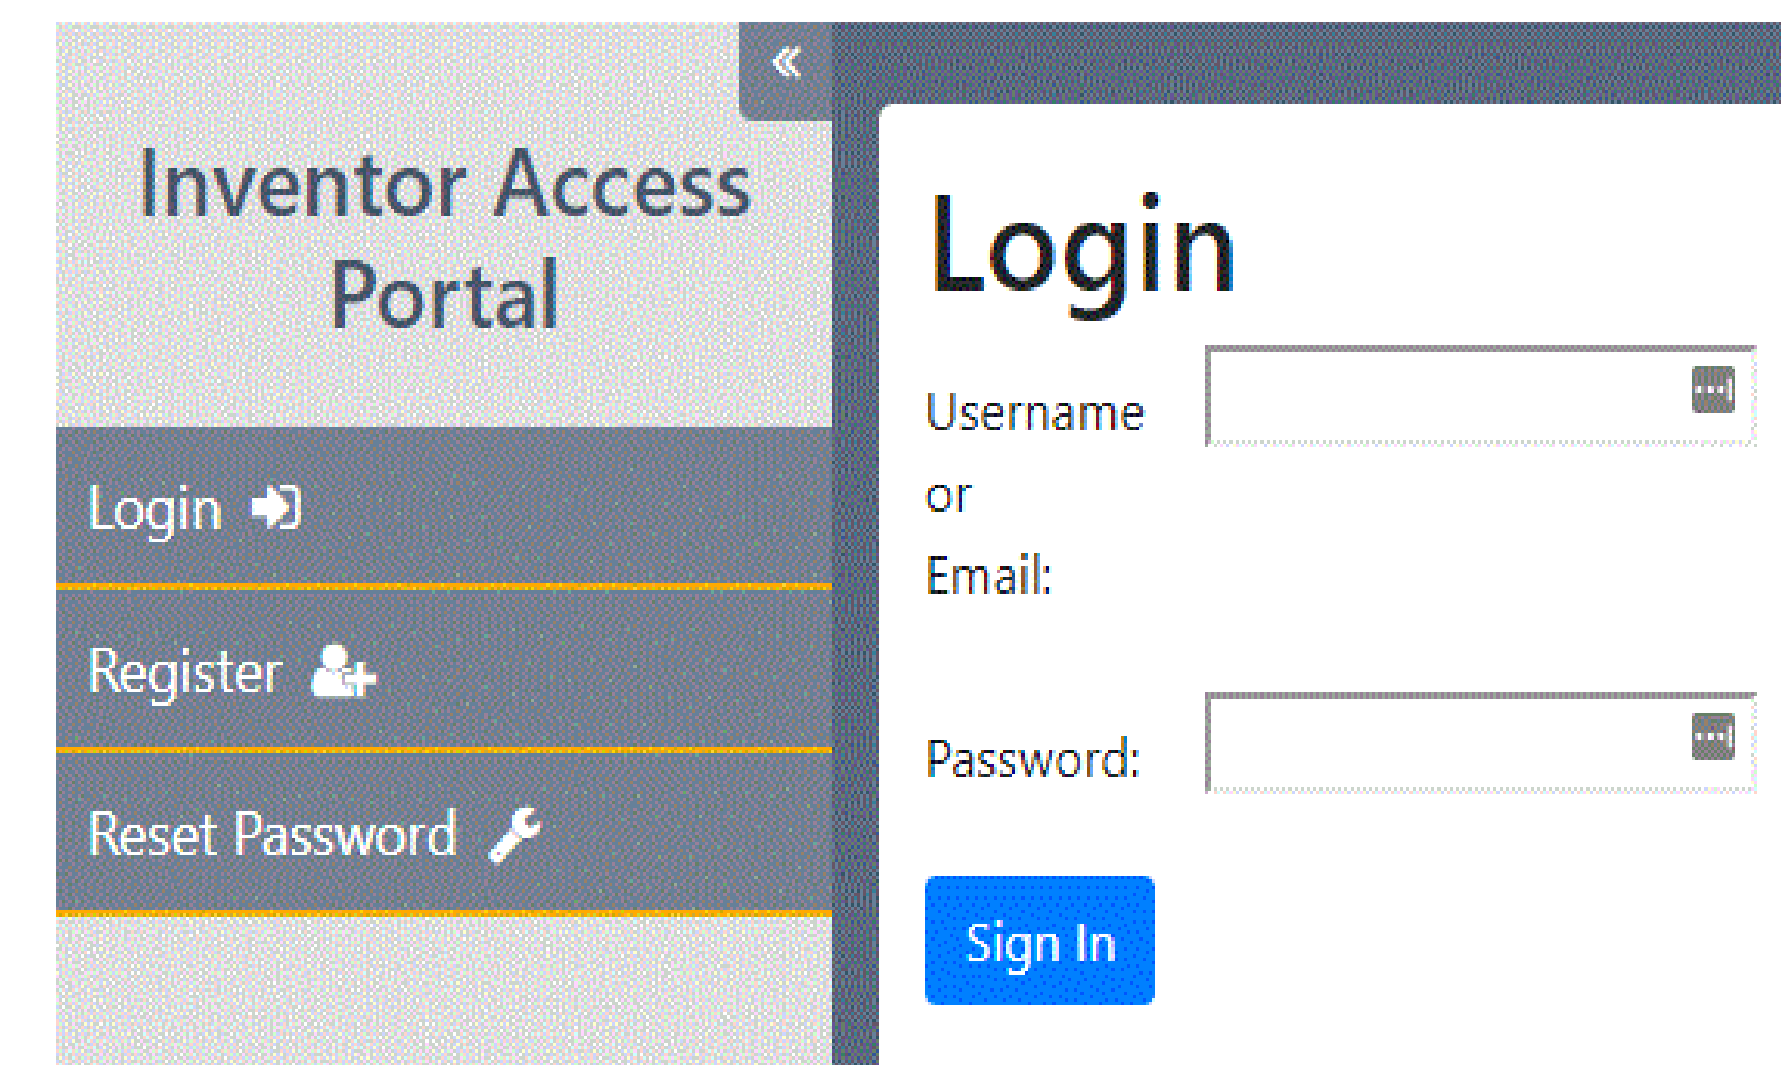 «
Inventor Access
Portal
Login
Register
Reset Password
Login
Username
or
Email:
Password:
Sign In